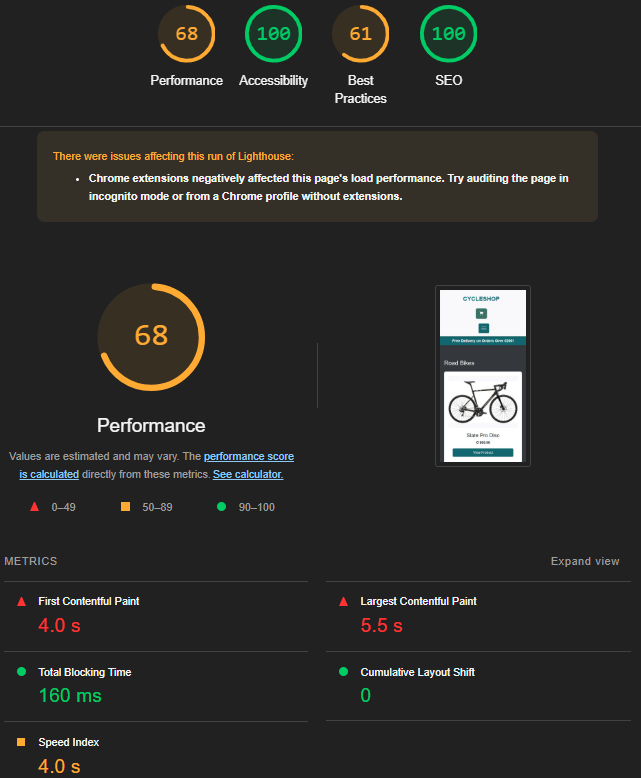 68 100 61 100
Performance Accessibility Best Practices SEO
There were issues affecting this run of Lighthouse:
• Chrome extensions negatively affected this page's load performance. Try auditing the page in
incognito mode or from a Chrome profile without extensions.
68
Performance
Values are estimated and may vary. The performance score
is calculated directly from these metrics. See calculator.
0–49 50–89 90–100
CYCLESHOP
Free Delivery on Orders Over
Road Bikes
Slate Pro Disc
View Product
METRICS Expand view
First Contentful Paint
4.0 s
Largest Contentful Paint
5.5 s
Total Blocking Time
160 ms
Cumulative Layout Shift
0
Speed Index
4.0 s